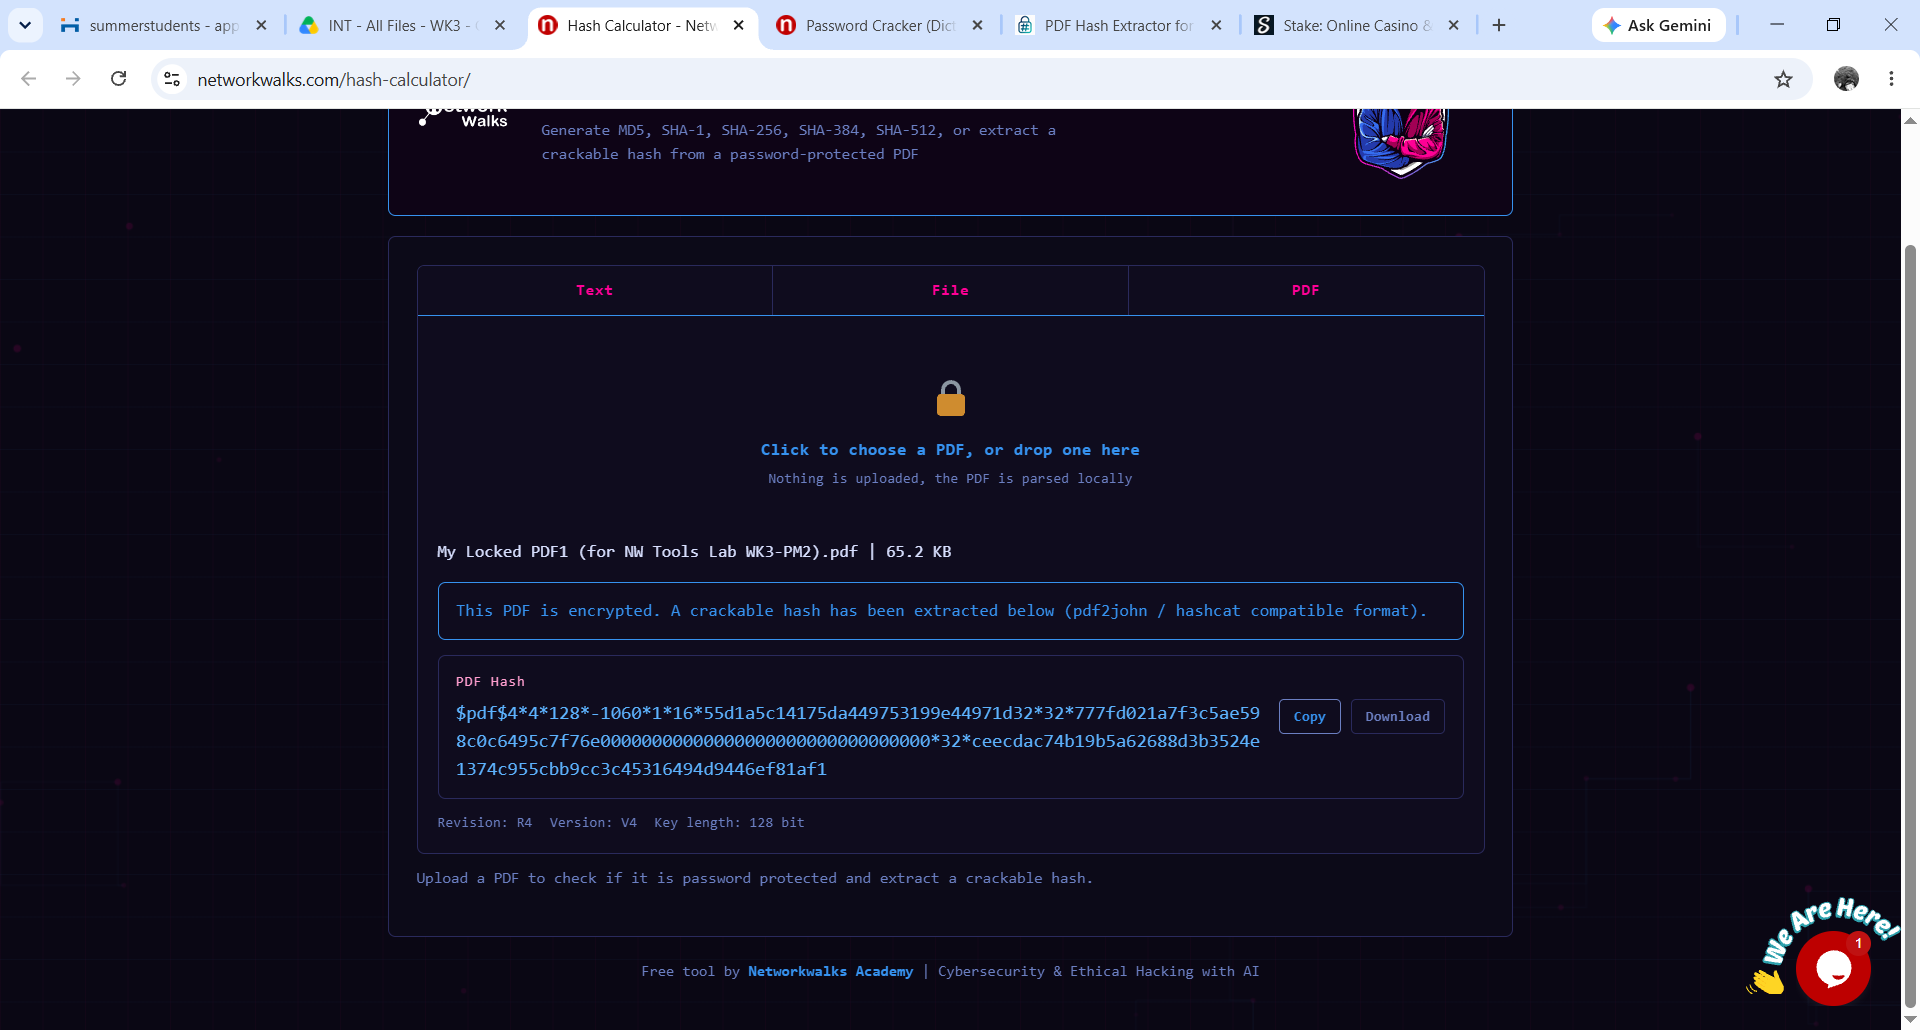 summerstudents - app
INT - All Files - WK3 -
Hash Calculator - Netw
Password Cracker (Dict
PDF Hash Extractor for
Stake: Online Casino &
Ask Gemini
networkwalks.com/hash-calculator/
Network
Walks
Generate MD5, SHA-1, SHA-256, SHA-384, SHA-512, or extract a
crackable hash from a password-protected PDF
Text
File
PDF
Click to choose a PDF, or drop one here
Nothing is uploaded, the PDF is parsed locally
My Locked PDF1 (for NW Tools Lab WK3-PM2).pdf | 65.2 KB
This PDF is encrypted. A crackable hash has been extracted below (pdf2john / hashcat compatible format).
PDF Hash
$pdf$4*4*128*-1060*1*16*55d1a5c14175da449753199e44971d32*32*777fd021a7f3c5ae59
8c0c6495c7f76e00000000000000000000000000000000*32*ceecdac74b19b5a62688d3b3524e
1374c955cbb9cc3c45316494d9446ef81af1
Copy
Download
Revision: R4 Version: V4 Key length: 128 bit
Upload a PDF to check if it is password protected and extract a crackable hash.
Free tool by Networkwalks Academy | Cybersecurity & Ethical Hacking with AI
We Are Here!
1